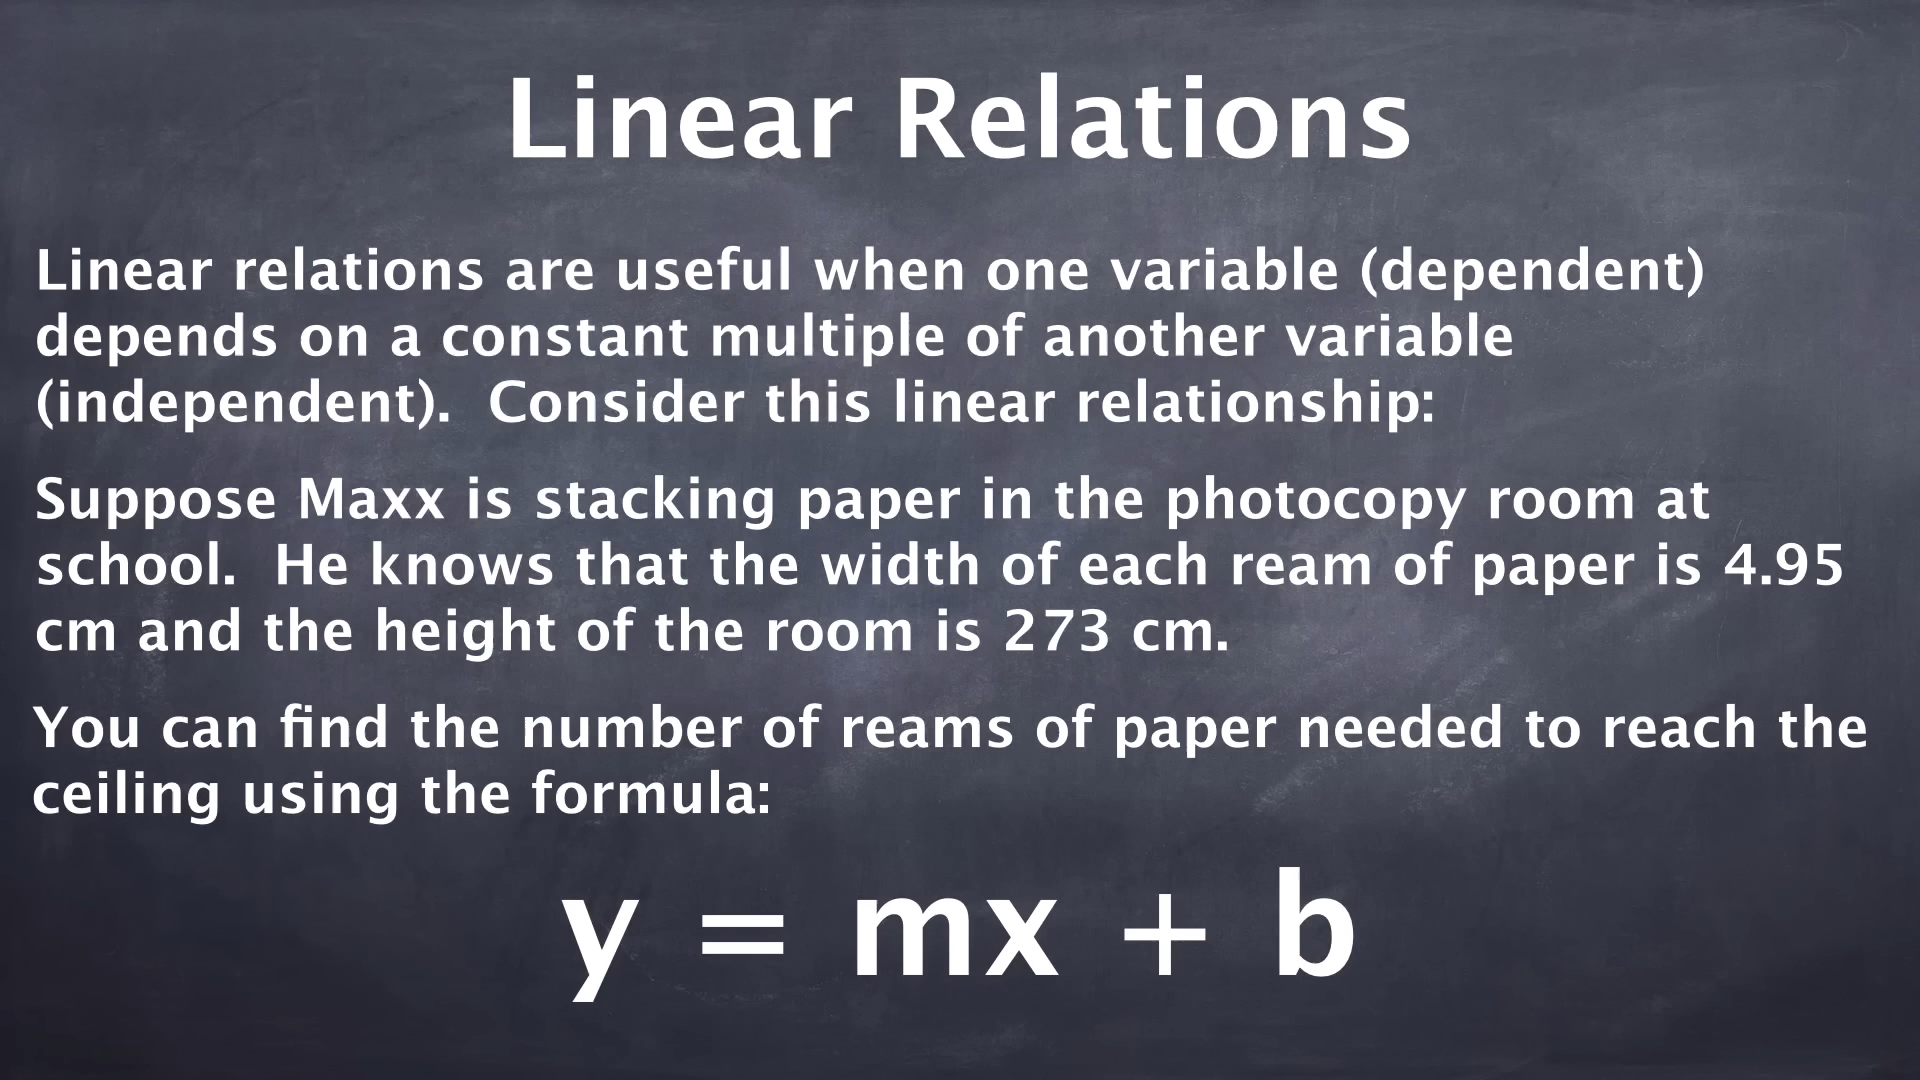 Linear Relations
Linear relations are useful when one variable (dependent)
depends on a constant multiple of another variable
(independent).  Consider this linear relationship:
Suppose Maxx is stacking paper in the photocopy room at
school.  He knows that the width of each ream of paper is 4.95
cm and the height of the room is 273 cm.
You can find the number of reams of paper needed to reach the
ceiling using the formula:
y = mx + b